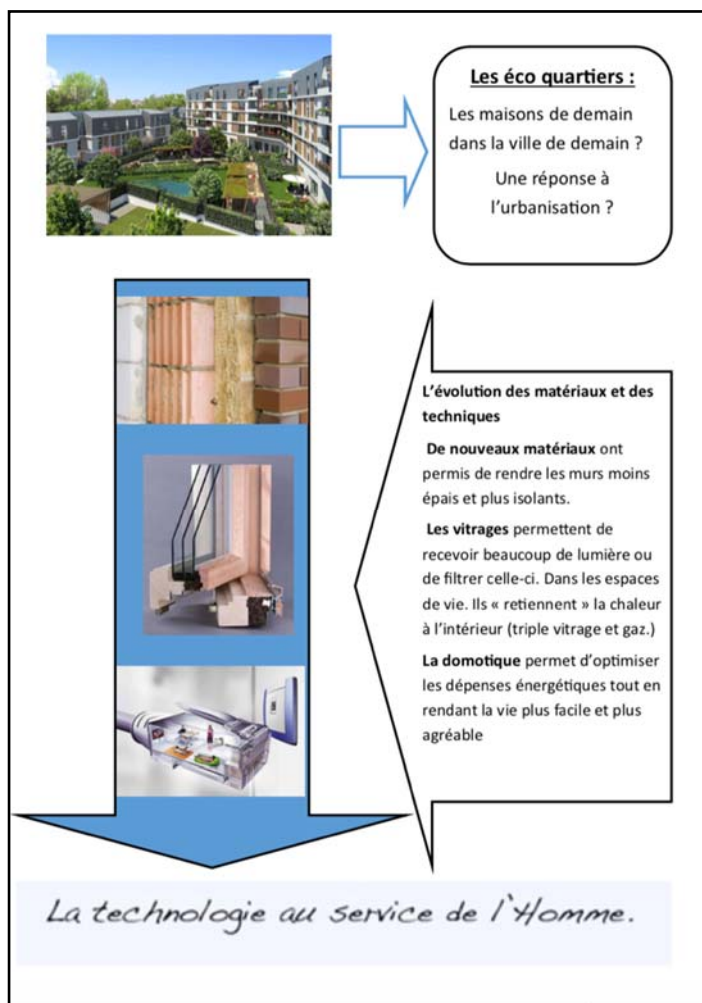 Les éco quartiers :
Les maisons de demain
dans la ville de demain ?
Une réponse à
l'urbanisation ?
L'évolution des matériaux et des
techniques
De nouveaux matériaux ont
permis de rendre les murs moins
épais et plus isolants.
Les vitrages permettent de
recevoir beaucoup de lumière ou
de filtrer celle-ci. Dans les espaces
de vie. Ils « retiennent » la chaleur
à l'intérieur (triple vitrage et gaz.)
La domotique permet d'optimiser
les dépenses énergétiques tout en
rendant la vie plus facile et plus
agréable
La technologie au service de l'Homme.